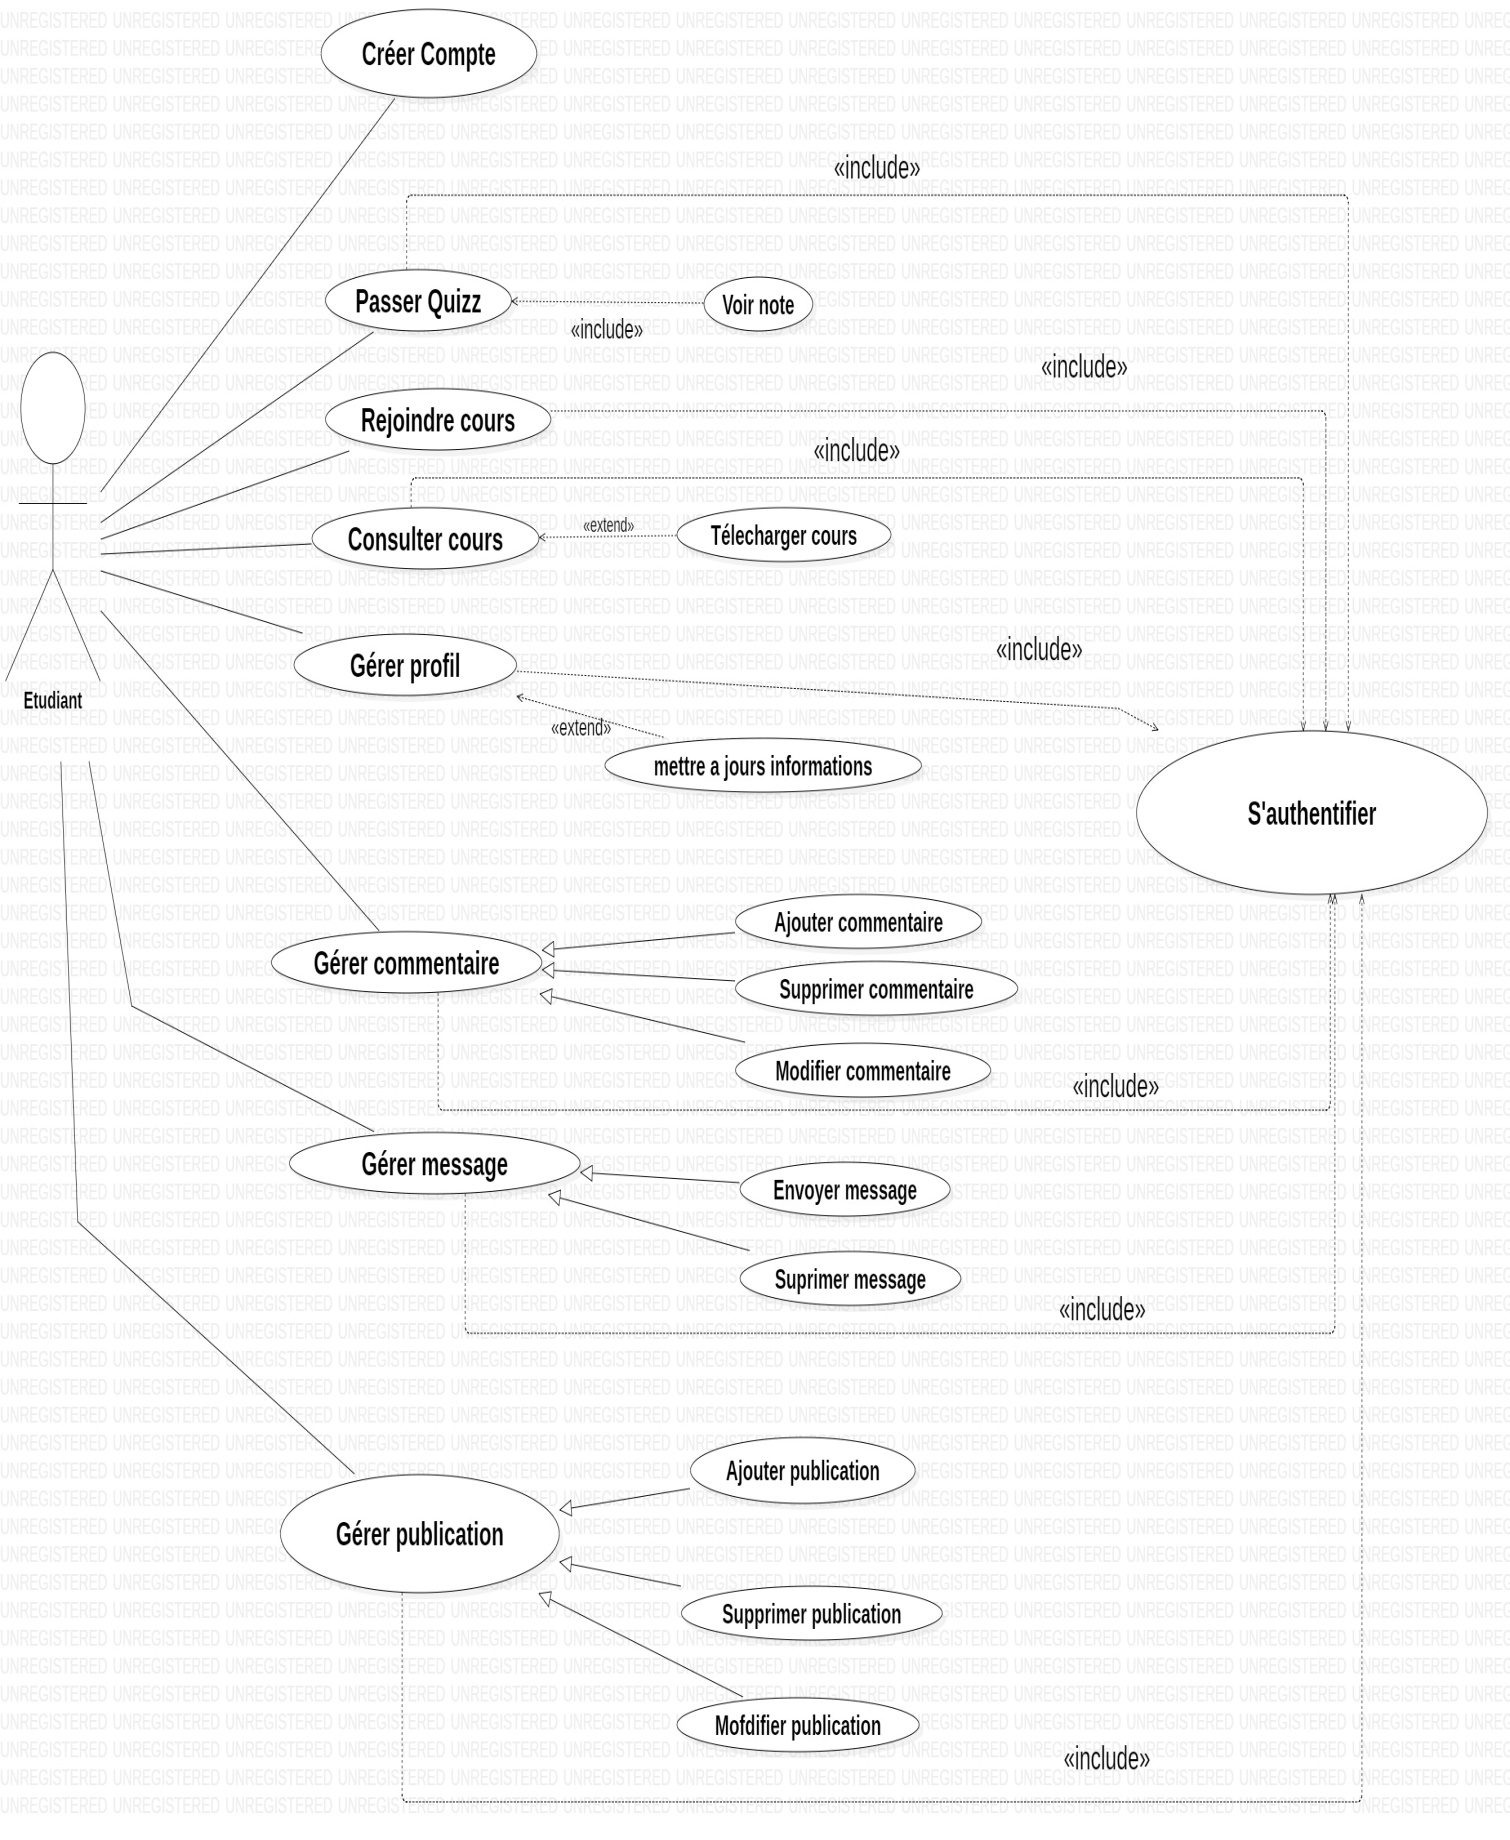 Créer Compte
«include»
Passer Quizz
Voir note
«include»
«include»
Rejoindre cours
«include»
«extend»
Consulter cours
Télecharger cours
«include»
Gérer profil
Etudiant
«extend»
mettre a jours informations
S'authentifier
Ajouter commentaire
Gérer commentaire
Supprimer commentaire
Modifier commentaire
«include»
Gérer message
Envoyer message
Suprimer message
«include»
Ajouter publication
Gérer publication
Supprimer publication
Mofdifier publication
«include»